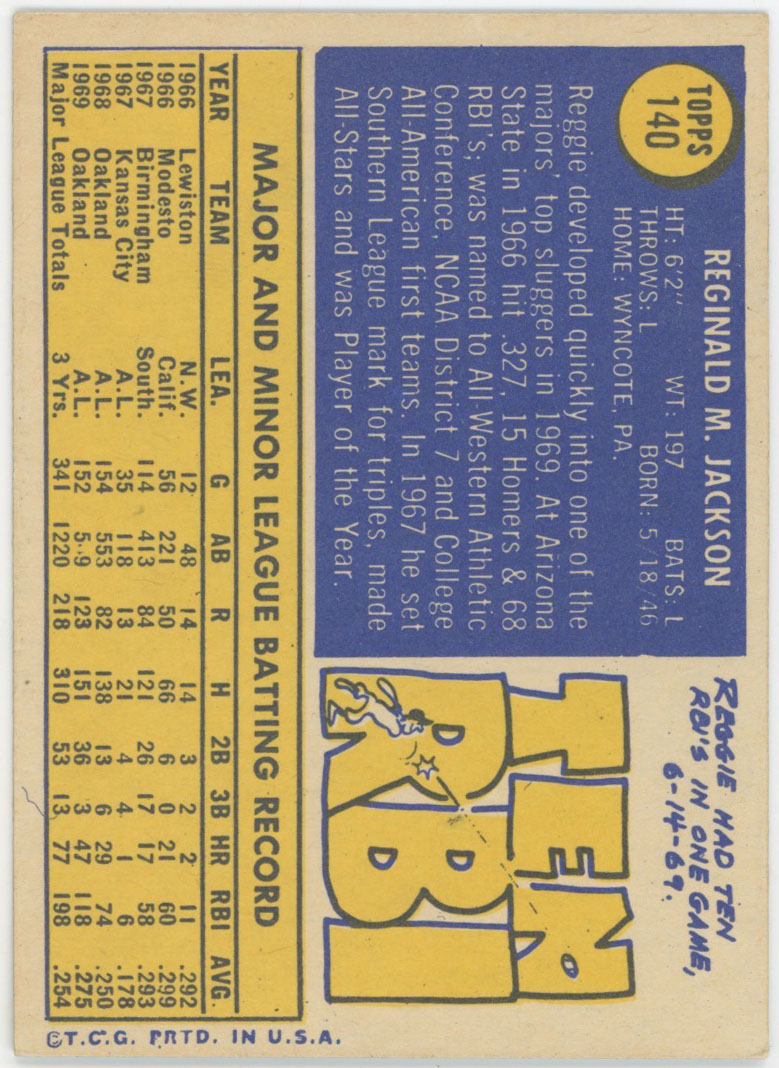 TOPPS
140
REGINALD M. JACKSON
HT: 6'2" WT: 197 BATS: L
THROWS: L BORN: 5/18/46
HOME: WYNCOTE, PA.
Reggie developed quickly into one of the
majors' top sluggers in 1969. At Arizona
State in 1966 hit .327, 15 Homers & 68
RBI's; was named to All-Western Athletic
Conference, NCAA District 7 and College
All-American first teams. In 1967 he set
Southern League mark for triples, made
All-Stars and was Player of the Year.
REGGIE HAD TEN
RBI'S IN ONE GAME,
6-14-69.
TEN
RBI
MAJOR AND MINOR LEAGUE BATTING RECORD
YEAR TEAM LEA. G AB R H 2B 3B HR RBI AVG.
1966 Lewiston N.W. 12 48 14 14 3 2 2 11 .292
1966 Modesto Calif. 56 221 50 66 6 0 21 60 .299
1967 Birmingham South. 114 413 84 121 26 17 17 58 .293
1967 Kansas City A.L. 35 118 13 21 4 4 1 6 .178
1968 Oakland A.L. 154 553 82 138 13 6 29 74 .250
1969 Oakland A.L. 152 549 123 151 36 3 47 118 .275
Major League Totals 3 Yrs. 341 1220 218 310 53 13 77 198 .254
©T.C.G. PRTD. IN U.S.A.